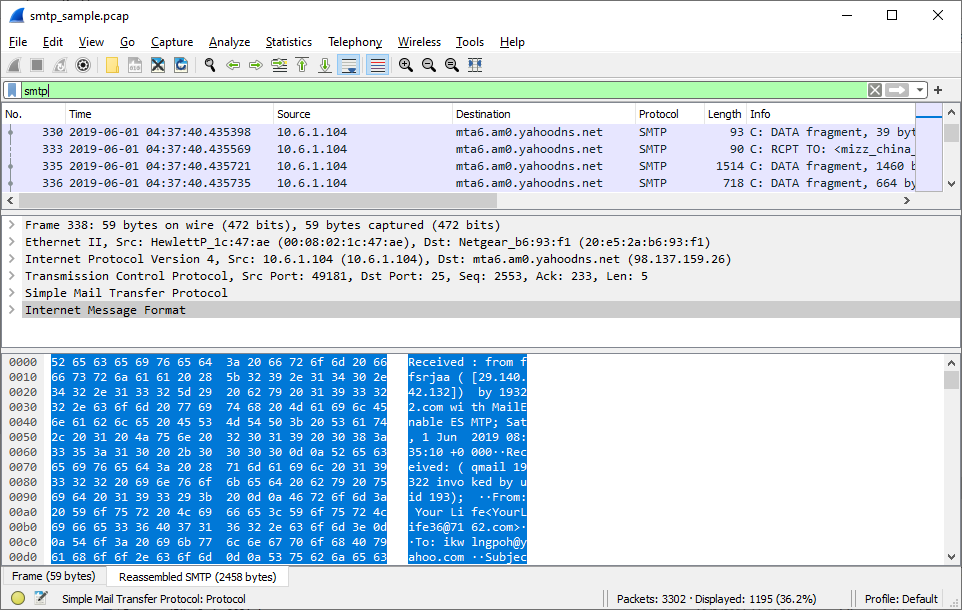 smtp_sample.pcap
File Edit View Go Capture Analyze Statistics Telephony Wireless Tools Help
smtp
No. Time Source Destination Protocol Length Info
330 2019-06-01 04:37:40.435398 10.6.1.104 mta6.am0.yahoodns.net SMTP 93 C: DATA fragment, 39 byt
333 2019-06-01 04:37:40.435569 10.6.1.104 mta6.am0.yahoodns.net SMTP 90 C: RCPT TO: <mizz_china_
335 2019-06-01 04:37:40.435721 10.6.1.104 mta6.am0.yahoodns.net SMTP 1514 C: DATA fragment, 1460 b
336 2019-06-01 04:37:40.435735 10.6.1.104 mta6.am0.yahoodns.net SMTP 718 C: DATA fragment, 664 by
Frame 338: 59 bytes on wire (472 bits), 59 bytes captured (472 bits)
Ethernet II, Src: HewlettP_1c:47:ae (00:08:02:1c:47:ae), Dst: Netgear_b6:93:f1 (20:e5:2a:b6:93:f1)
Internet Protocol Version 4, Src: 10.6.1.104 (10.6.1.104), Dst: mta6.am0.yahoodns.net (98.137.159.26)
Transmission Control Protocol, Src Port: 49181, Dst Port: 25, Seq: 2553, Ack: 233, Len: 5
Simple Mail Transfer Protocol
Internet Message Format
0000 52 65 63 65 69 76 65 64 3a 20 66 72 6f 6d 20 66 Received : from f
0010 66 73 72 6a 61 61 20 28 5b 32 39 2e 31 34 30 2e fsrjaa ( [29.140.
0020 34 32 2e 31 33 32 5d 29 20 62 79 20 31 39 33 32 42.132]) by 1932
0030 32 2e 63 6f 6d 20 77 69 74 68 20 4d 61 69 6c 45 2.com wi th MailE
0040 6e 61 62 6c 65 20 45 53 4d 54 50 3b 20 53 61 74 nable ES MTP; Sat
0050 2c 20 31 20 4a 75 6e 20 32 30 31 39 20 30 38 3a , 1 Jun 2019 08:
0060 33 35 3a 31 30 20 2b 30 30 30 30 0d 0a 52 65 63 35:10 +0 000··Rec
0070 65 69 76 65 64 3a 20 28 71 6d 61 69 6c 20 31 39 eived: ( qmail 19
0080 33 32 32 20 69 6e 76 6f 6b 65 64 20 62 79 20 75 322 invo ked by u
0090 69 64 20 31 39 33 29 3b 20 0d 0a 46 72 6f 6d 3a id 193); ··From:
00a0 20 59 6f 75 72 20 4c 69 66 65 3c 59 6f 75 72 4c Your Li fe<YourL
00b0 69 66 65 33 36 40 37 31 36 32 2e 63 6f 6d 3e 0d ife36@71 62.com>·
00c0 0a 54 6f 3a 20 69 6b 77 6c 6e 67 70 6f 68 40 79 ·To: ikw lngpoh@y
00d0 61 68 6f 6f 2e 63 6f 6d 0d 0a 53 75 62 6a 65 63 ahoo.com ··Subjec
Frame (59 bytes) Reassembled SMTP (2458 bytes)
Simple Mail Transfer Protocol: Protocol Packets: 3302 · Displayed: 1195 (36.2%) Profile: Default